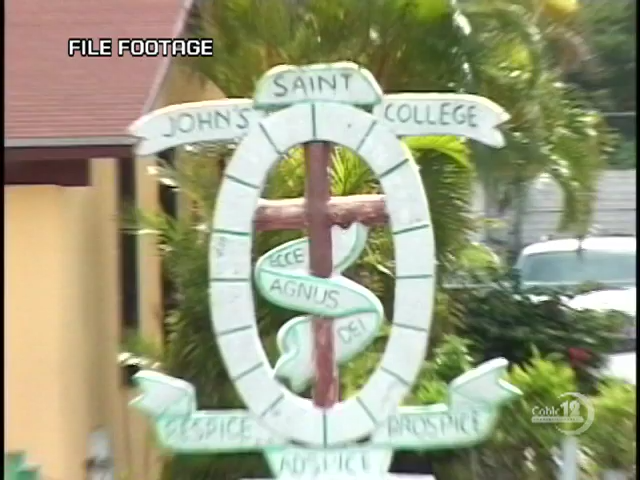 FILE FOOTAGE
SAINT
JOHN'S COLLEGE
ECCE
AGNUS
DEI
RESPICE PROSPICE
ADSPICE
Cable 12